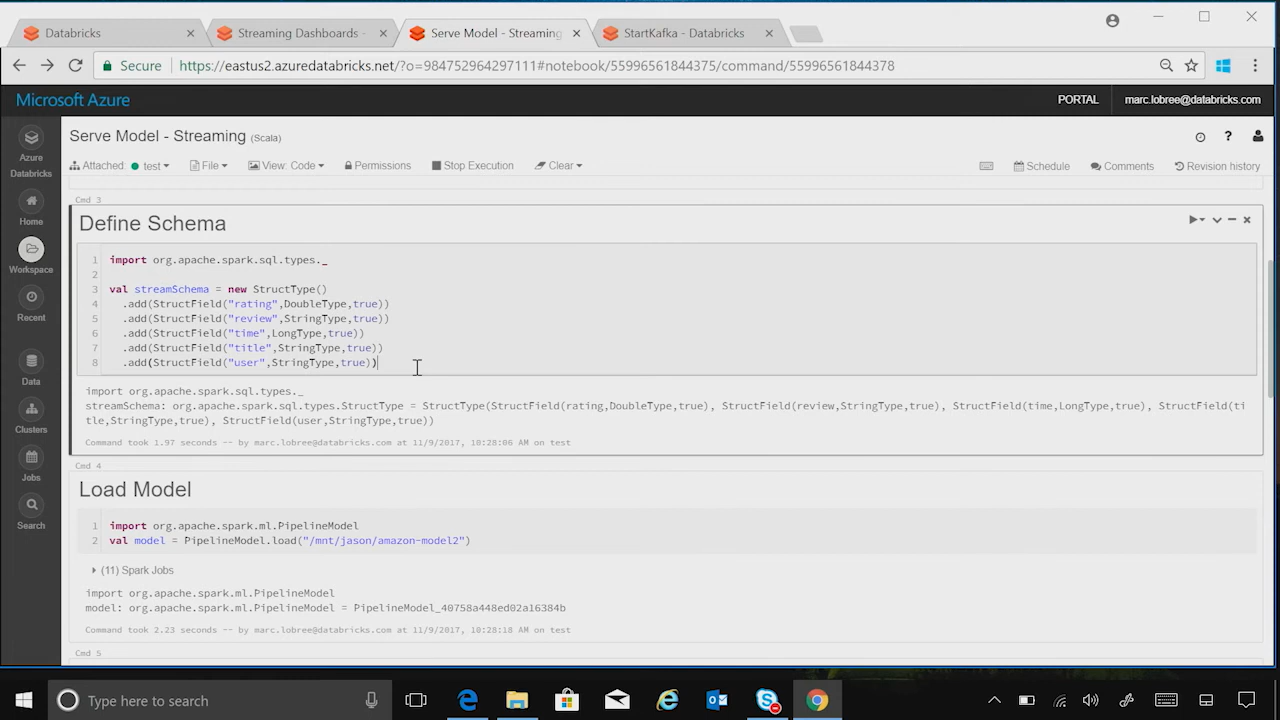 Databricks
Streaming Dashboards -
Serve Model - Streaming
StartKafka - Databricks
Secure
https://eastus2.azuredatabricks.net/?o=984752964297111#notebook/55996561844375/command/55996561844378
Microsoft Azure
PORTAL
marc.lobree@databricks.com
Azure
Databricks
Home
Workspace
Recent
Data
Clusters
Jobs
Search
Serve Model - Streaming (Scala)
Attached: test
File
View: Code
Permissions
Stop Execution
Clear
Schedule
Comments
Revision history
Cmd 3
Define Schema
1 import org.apache.spark.sql.types._
2
3 val streamSchema = new StructType()
4 .add(StructField("rating",DoubleType,true))
5 .add(StructField("review",StringType,true))
6 .add(StructField("time",LongType,true))
7 .add(StructField("title",StringType,true))
8 .add(StructField("user",StringType,true))
import org.apache.spark.sql.types._
streamSchema: org.apache.spark.sql.types.StructType = StructType(StructField(rating,DoubleType,true), StructField(review,StringType,true), StructField(time,LongType,true), StructField(ti
tle,StringType,true), StructField(user,StringType,true))
Command took 1.97 seconds -- by marc.lobree@databricks.com at 11/9/2017, 10:28:06 AM on test
Cmd 4
Load Model
1 import org.apache.spark.ml.PipelineModel
2 val model = PipelineModel.load("/mnt/jason/amazon-model2")
(11) Spark Jobs
import org.apache.spark.ml.PipelineModel
model: org.apache.spark.ml.PipelineModel = PipelineModel_40758a448ed02a16384b
Command took 2.23 seconds -- by marc.lobree@databricks.com at 11/9/2017, 10:28:18 AM on test
Cmd 5
Type here to search